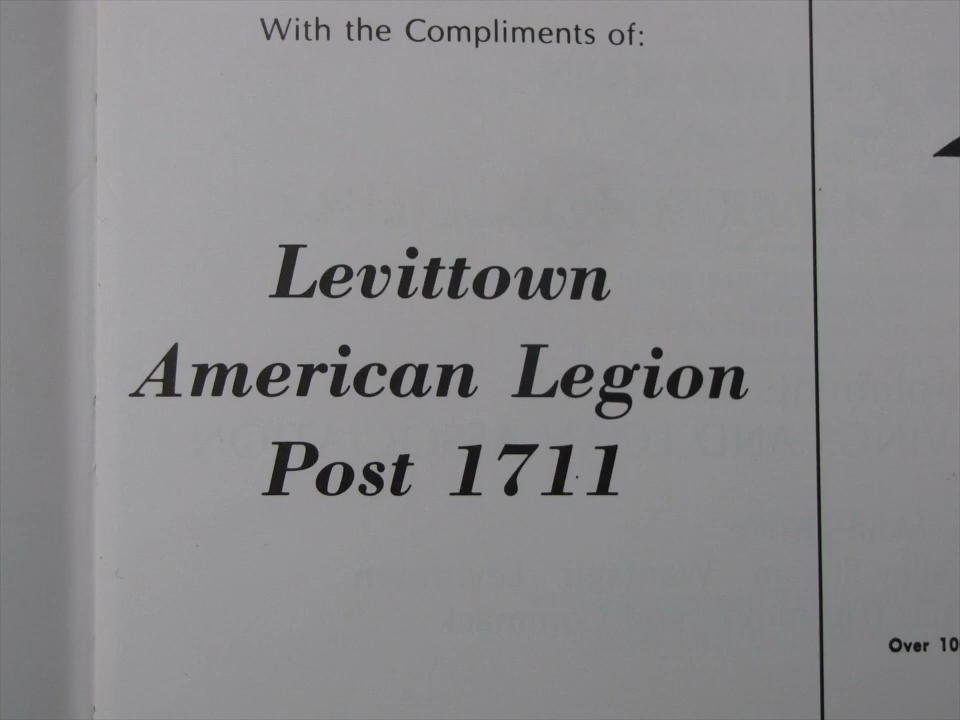 With the Compliments of:
Levittown
American Legion
Post 1711
Over 10